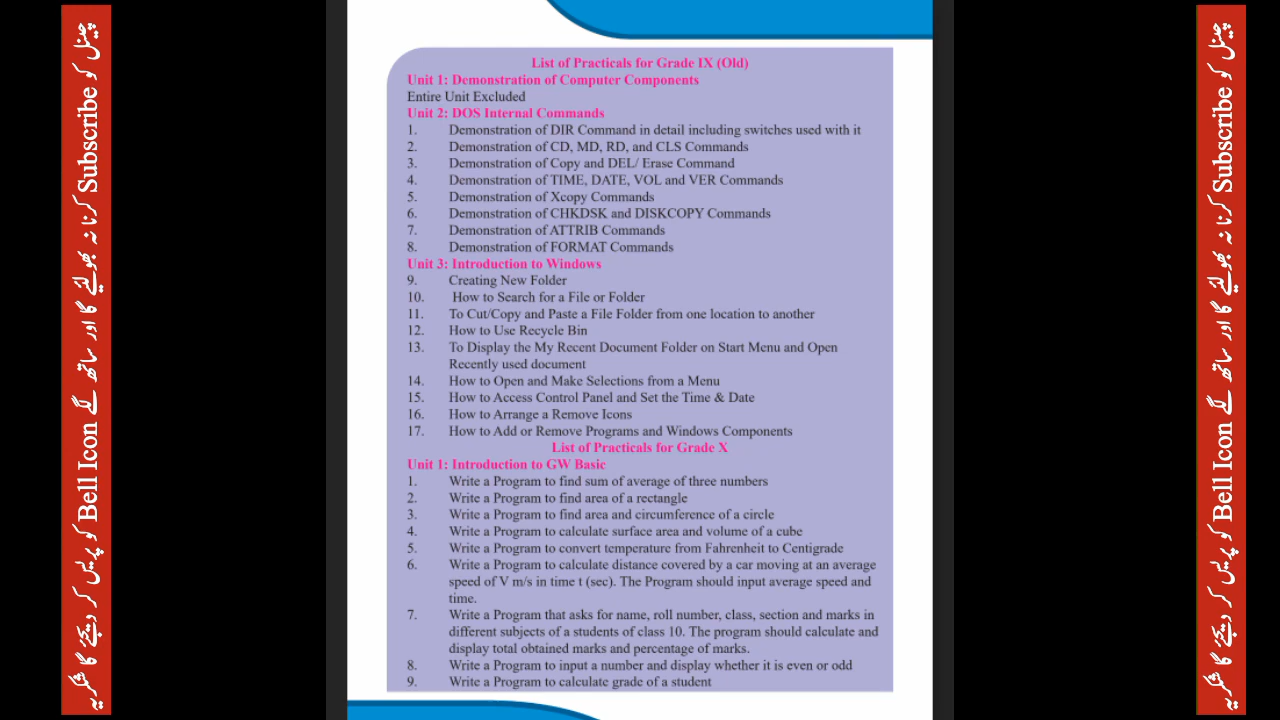 چینل کو Subscribe کرنا نہ بھولئے گا اور ساتھ لگے Bell Icon کو پریس کر دیجئے گا شکریہ
List of Practicals for Grade IX (Old)
Unit 1: Demonstration of Computer Components
Entire Unit Excluded
Unit 2: DOS Internal Commands
1. Demonstration of DIR Command in detail including switches used with it
2. Demonstration of CD, MD, RD, and CLS Commands
3. Demonstration of Copy and DEL/ Erase Command
4. Demonstration of TIME, DATE, VOL and VER Commands
5. Demonstration of Xcopy Commands
6. Demonstration of CHKDSK and DISKCOPY Commands
7. Demonstration of ATTRIB Commands
8. Demonstration of FORMAT Commands
Unit 3: Introduction to Windows
9. Creating New Folder
10. How to Search for a File or Folder
11. To Cut/Copy and Paste a File Folder from one location to another
12. How to Use Recycle Bin
13. To Display the My Recent Document Folder on Start Menu and Open
Recently used document
14. How to Open and Make Selections from a Menu
15. How to Access Control Panel and Set the Time & Date
16. How to Arrange a Remove Icons
17. How to Add or Remove Programs and Windows Components
List of Practicals for Grade X
Unit 1: Introduction to GW Basic
1. Write a Program to find sum of average of three numbers
2. Write a Program to find area of a rectangle
3. Write a Program to find area and circumference of a circle
4. Write a Program to calculate surface area and volume of a cube
5. Write a Program to convert temperature from Fahrenheit to Centigrade
6. Write a Program to calculate distance covered by a car moving at an average
speed of V m/s in time t (sec). The Program should input average speed and
time.
7. Write a Program that asks for name, roll number, class, section and marks in
different subjects of a students of class 10. The program should calculate and
display total obtained marks and percentage of marks.
8. Write a Program to input a number and display whether it is even or odd
9. Write a Program to calculate grade of a student
چینل کو Subscribe کرنا نہ بھولئے گا اور ساتھ لگے Bell Icon کو پریس کر دیجئے گا شکریہ